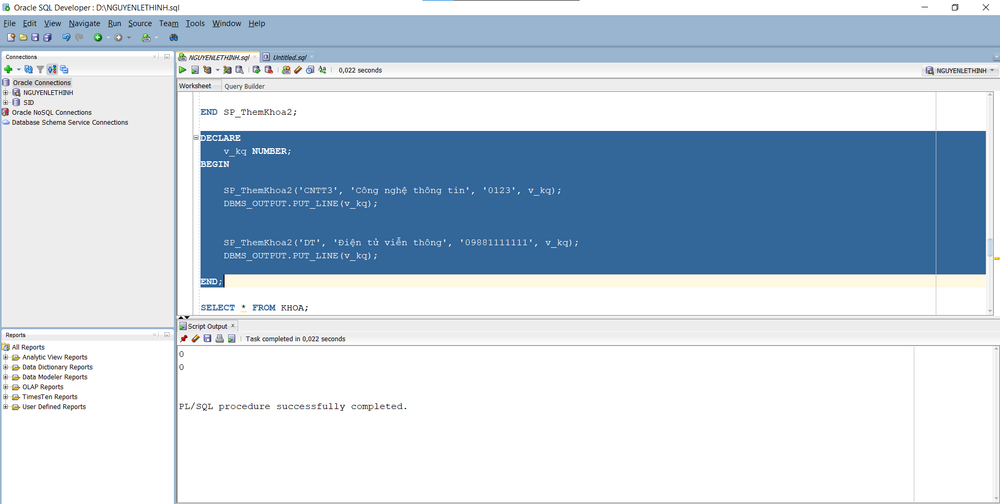 Oracle SQL Developer : D:\NGUYENLETHINH.sql
File Edit View Navigate Run Source Team Tools Window Help
Connections
Oracle Connections
NGUYENLETHINH
SID
Oracle NoSQL Connections
Database Schema Service Connections
Reports
All Reports
Analytic View Reports
Data Dictionary Reports
Data Modeler Reports
OLAP Reports
TimesTen Reports
User Defined Reports
NGUYENLETHINH.sql Untitled.sql
0,022 seconds
NGUYENLETHINH
Worksheet Query Builder
END SP_ThemKhoa2;
DECLARE
v_kq NUMBER;
BEGIN
SP_ThemKhoa2('CNTT3', 'Công nghệ thông tin', '0123', v_kq);
DBMS_OUTPUT.PUT_LINE(v_kq);
SP_ThemKhoa2('DT', 'Điện tử viễn thông', '09881111111', v_kq);
DBMS_OUTPUT.PUT_LINE(v_kq);
END;
SELECT * FROM KHOA;
Script Output
Task completed in 0,022 seconds
0
0
PL/SQL procedure successfully completed.